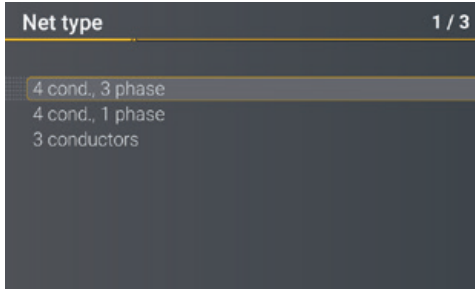 Net type 1 / 3
4 cond., 3 phase
4 cond., 1 phase
3 conductors